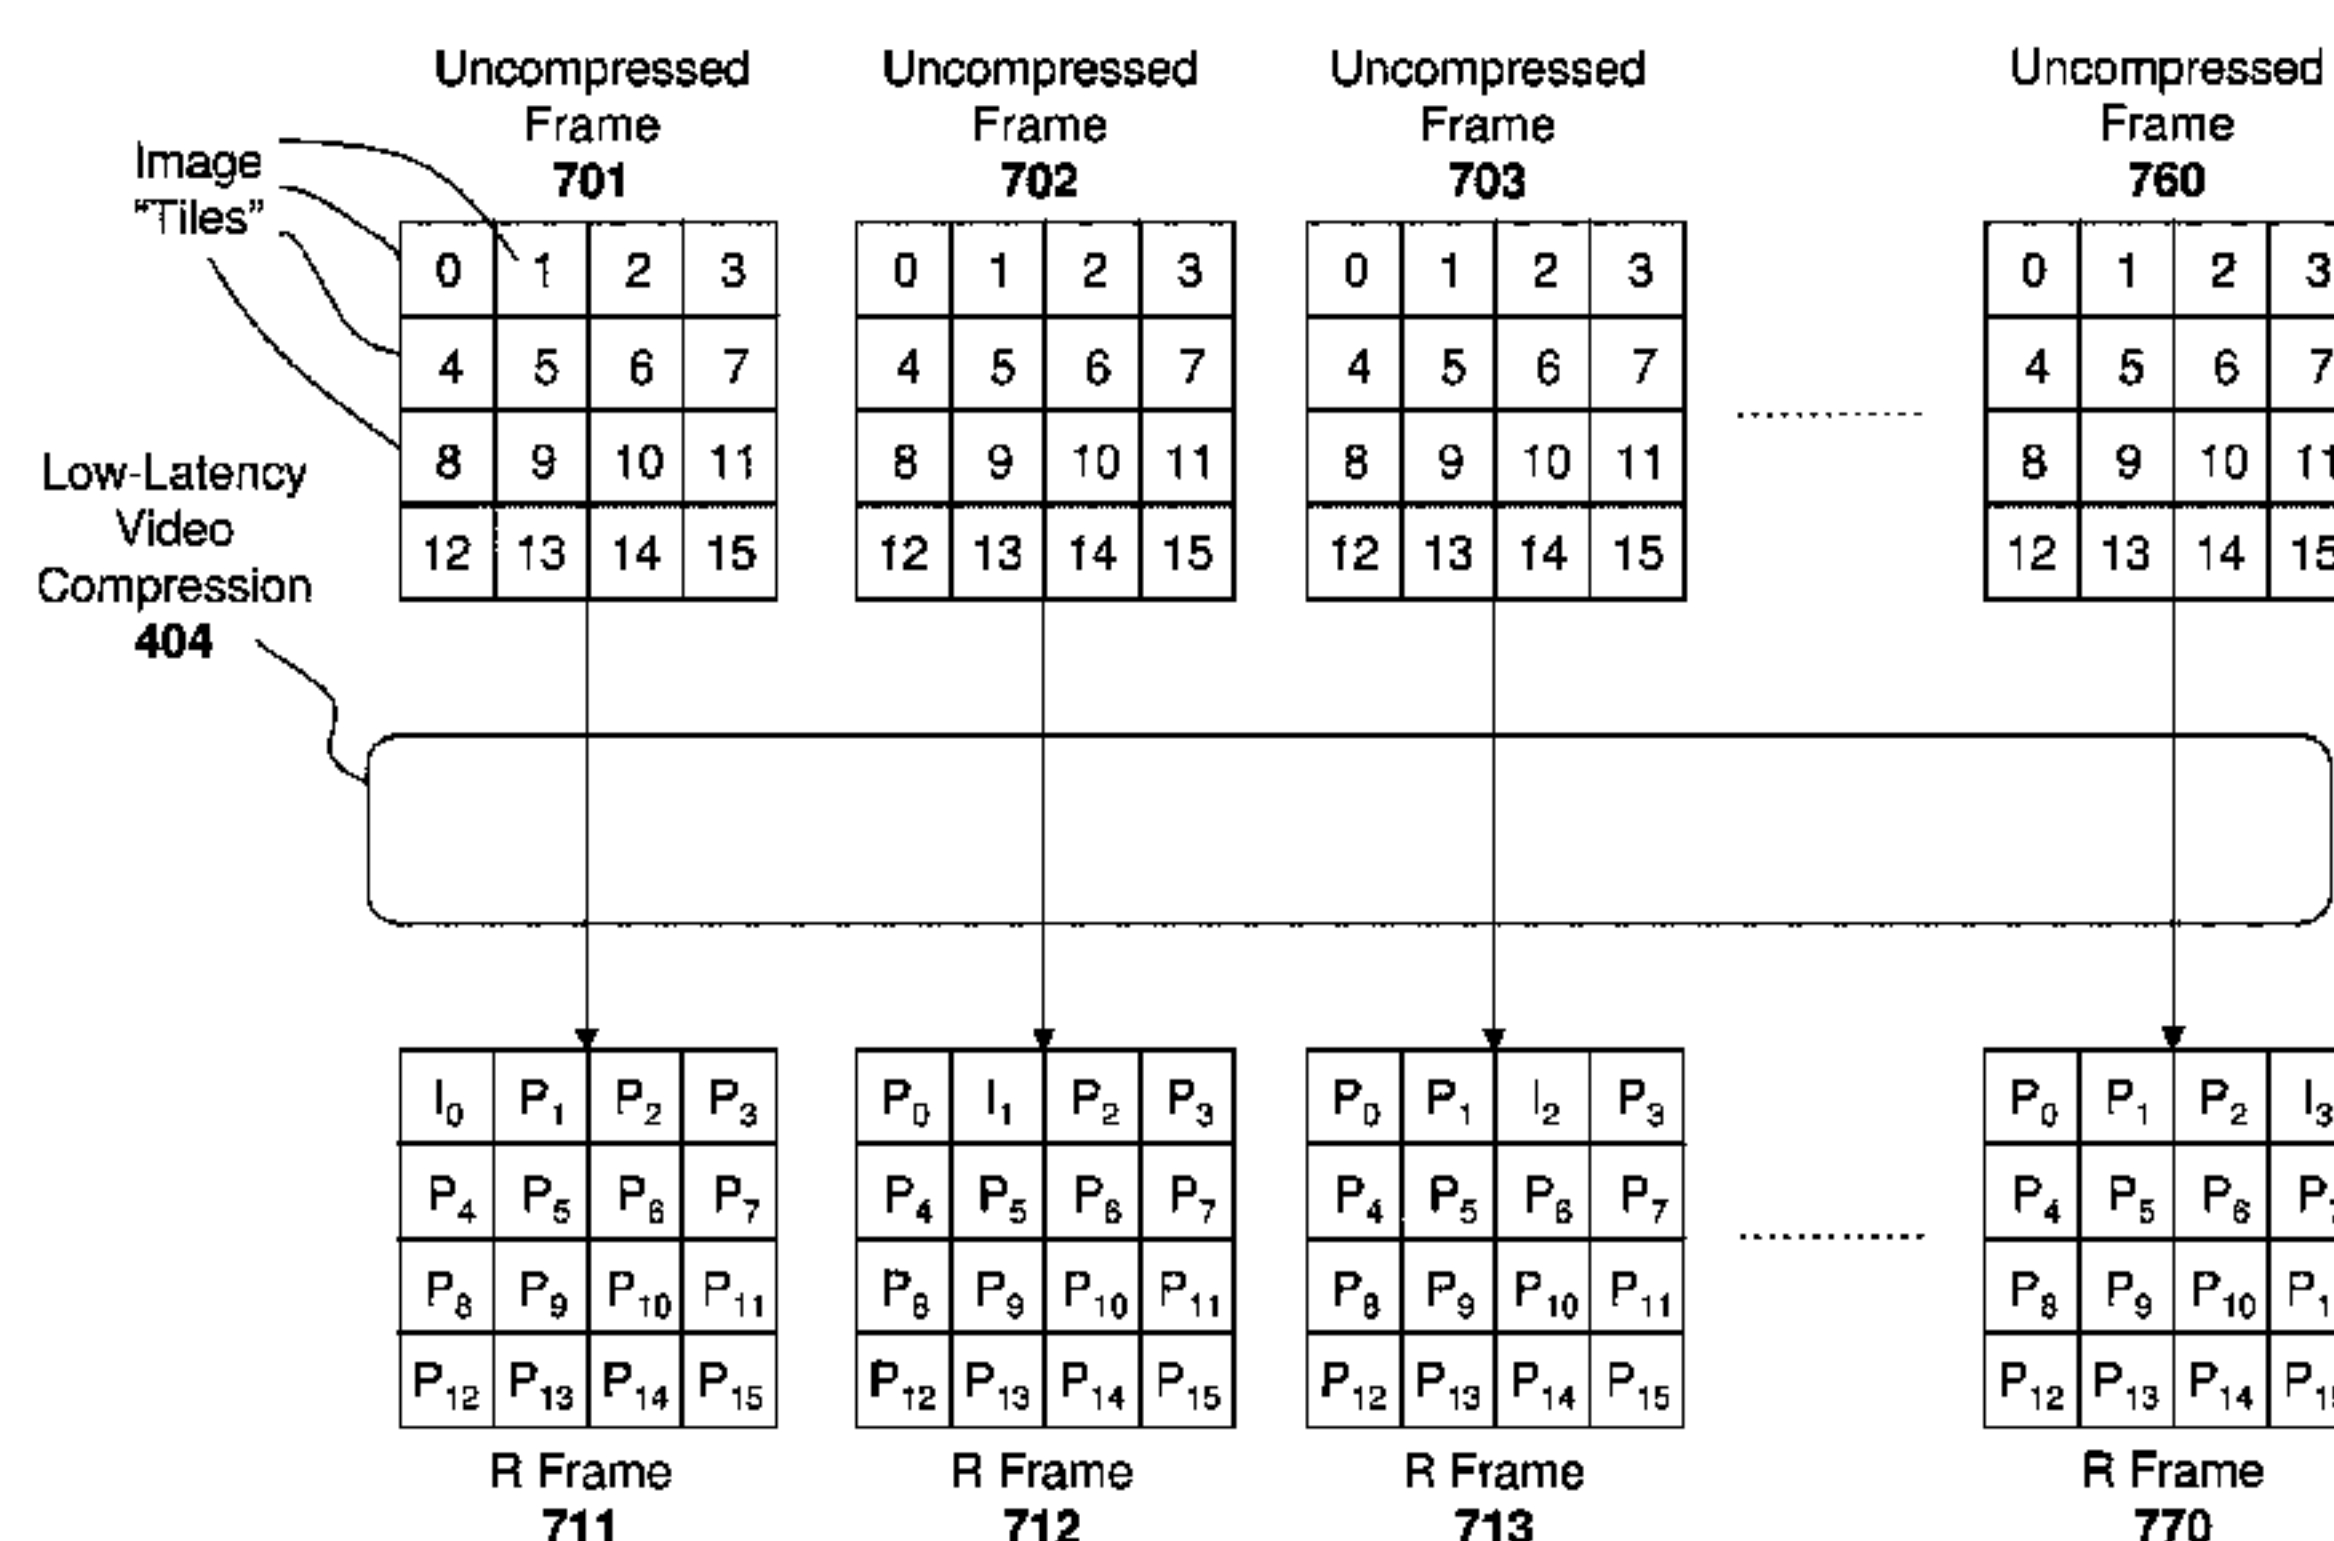 Uncompressed Frame 701
Uncompressed Frame 702
Uncompressed Frame 703
Uncompressed Frame 760
Image "Tiles"
0 1 2 3 0 1 2 3 0 1 2 3 0 1 2 3
4 5 6 7 4 5 6 7 4 5 6 7 4 5 6 7
8 9 10 11 8 9 10 11 8 9 10 11 8 9 10 11
12 13 14 15 12 13 14 15 12 13 14 15 12 13 14 15
Low-Latency
Video
Compression
404
I0 P1 P2 P3 P0 I1 P2 P3 P0 P1 I2 P3 P0 P1 P2 I3
P4 P5 P6 P7 P4 P5 P6 P7 P4 P5 P6 P7 P4 P5 P6
P8 P9 P10 P11 P8 P9 P10 P11 P8 P9 P10 P11 P8 P9 P10
P12 P13 P14 P15 P12 P13 P14 P15 P12 P13 P14 P15 P12 P13 P14
R Frame 711
R Frame 712
R Frame 713
R Frame 770